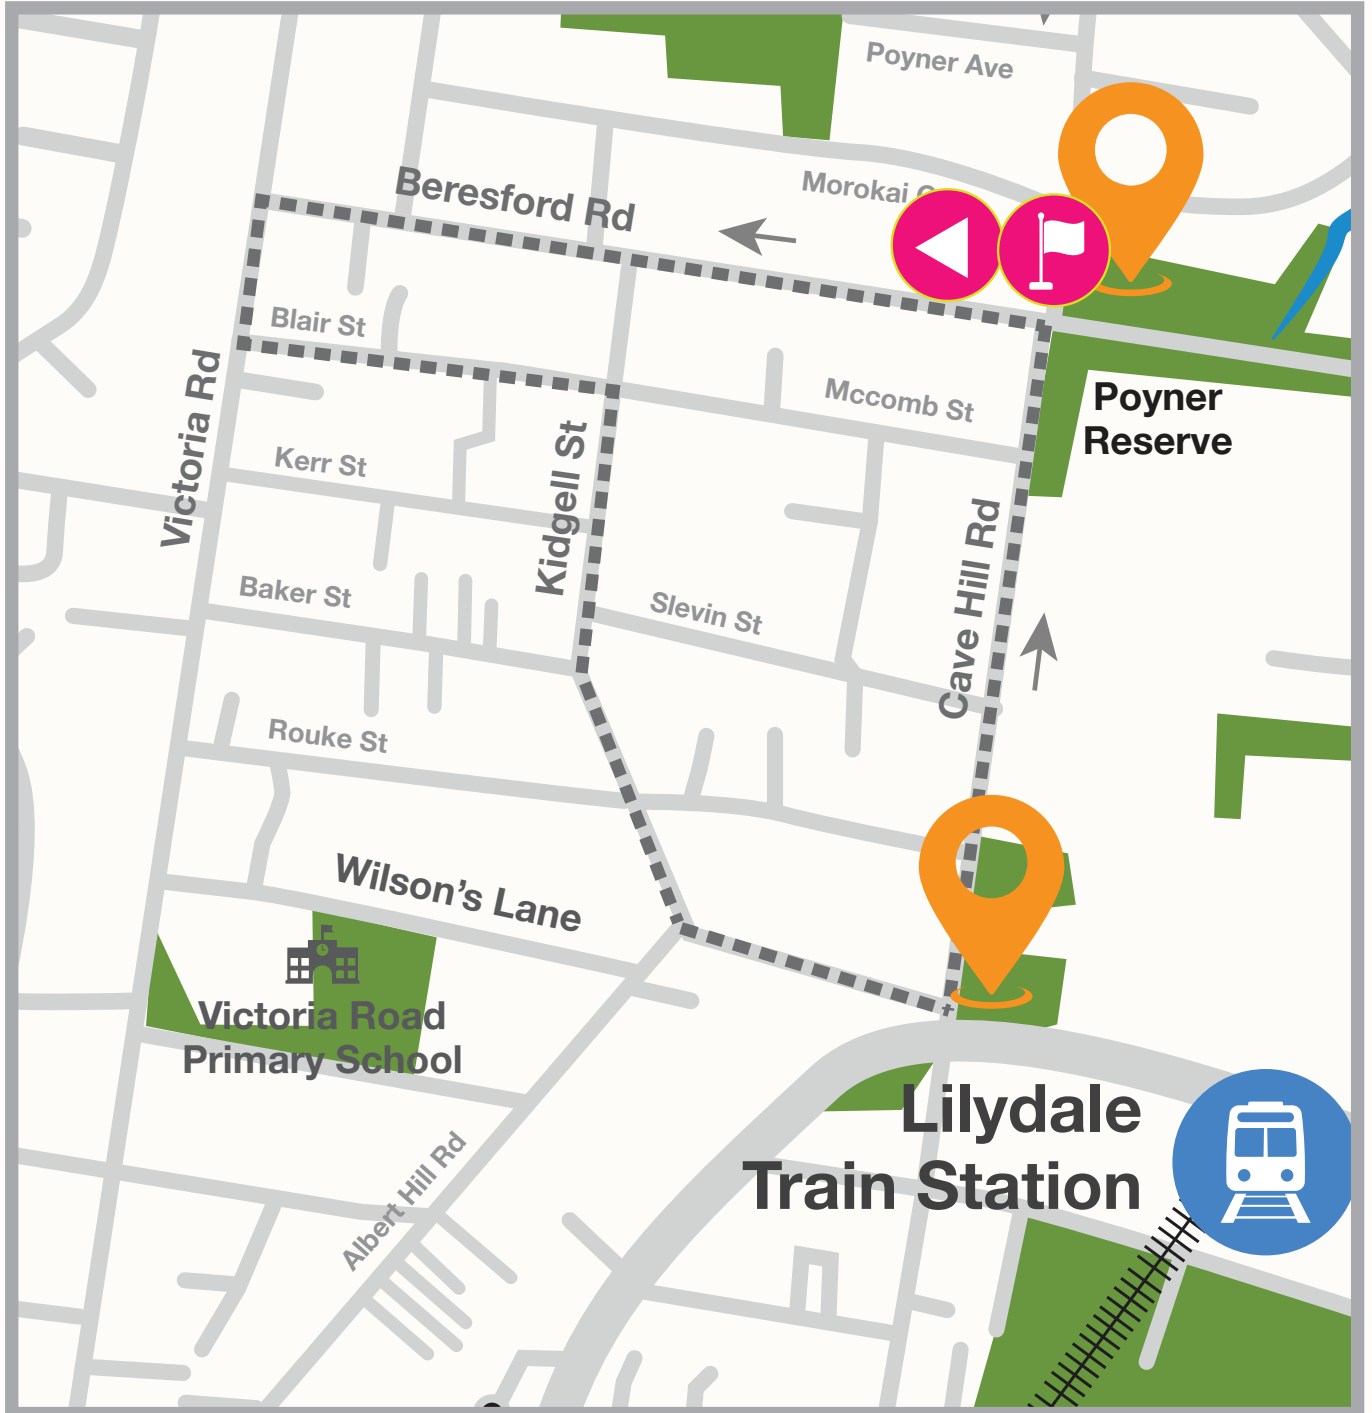 Poyner Ave
Morokai
Beresford Rd
Blair St
Mccomb St
Poyner
Reserve
Victoria Rd
Kerr St
Kidgell St
Baker St
Slevin St
Cave Hill Rd
Rouke St
Wilson's Lane
Victoria Road
Primary School
Lilydale
Train Station
Albert Hill Rd